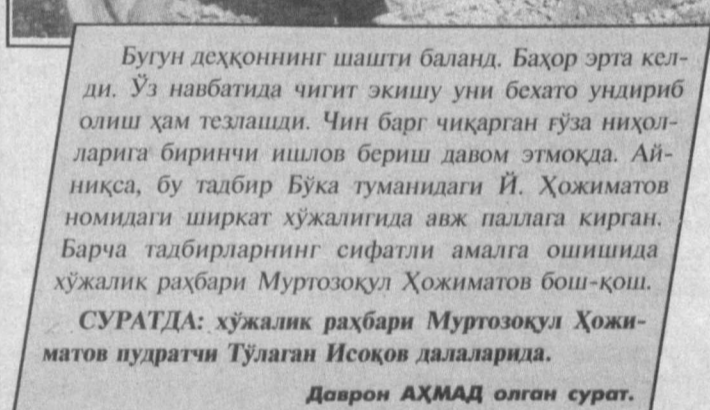 Бугун деҳқоннинг шашти баланд. Баҳор эрта кел-
ди. Ўз навбатида чигит экишу уни бехато ундириб
олиш ҳам тезлашди. Чин барг чиқарган ғўза ниҳол-
ларига биринчи ишлов бериш давом этмоқда. Ай-
ниқса, бу тадбир Бўка туманидаги Й. Ҳожиматов
номидаги ширкат хўжалигида авж паллага кирган.
Барча тадбирларнинг сифатли амалга ошишида
хўжалик раҳбари Муртозоқул Ҳожиматов бош-қош.
СУРАТДА: хўжалик раҳбари Муртозоқул Ҳожи-
матов пудратчи Тўлаган Исоқов далаларида.
Даврон АҲМАД олган сурат.